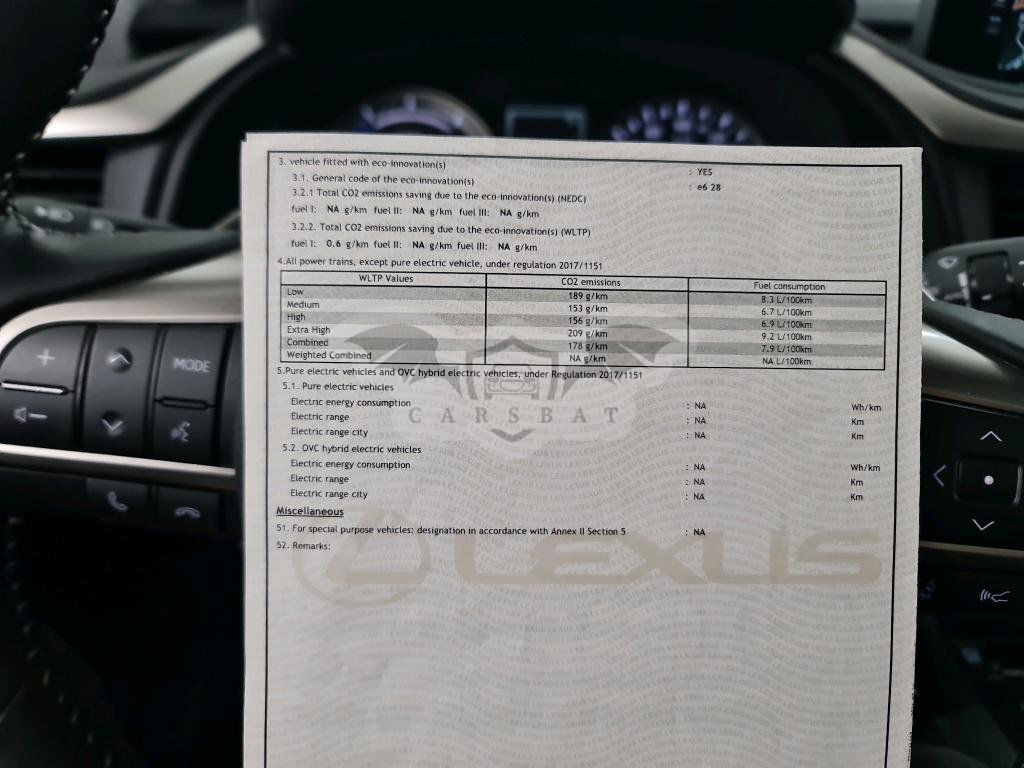 3. vehicle fitted with eco-innovation(s) : YES
3.1. General code of the eco-innovation(s) : e6 28
3.2.1 Total CO2 emissions saving due to the eco-innovation(s) (NEDC)
fuel I: NA g/km fuel II: NA g/km fuel III: NA g/km
3.2.2. Total CO2 emissions saving due to the eco-innovation(s) (WLTP)
fuel I: 0.6 g/km fuel II: NA g/km fuel III: NA g/km
4.All power trains, except pure electric vehicle, under regulation 2017/1151
WLTP Values CO2 emissions Fuel consumption
Low 189 g/km 8.3 L/100km
Medium 153 g/km 6.7 L/100km
High 156 g/km 6.9 L/100km
Extra High 209 g/km 9.2 L/100km
Combined 178 g/km 7.9 L/100km
Weighted Combined NA g/km NA L/100km
5.Pure electric vehicles and OVC hybrid electric vehicles, under Regulation 2017/1151
5.1. Pure electric vehicles
Electric energy consumption : NA Wh/km
Electric range : NA Km
Electric range city : NA Km
5.2. OVC hybrid electric vehicles
Electric energy consumption : NA Wh/km
Electric range : NA Km
Electric range city : NA Km
Miscellaneous
51. For special purpose vehicles: designation in accordance with Annex II Section 5 : NA
52. Remarks:
LEXUS
CARSBAT
MODE